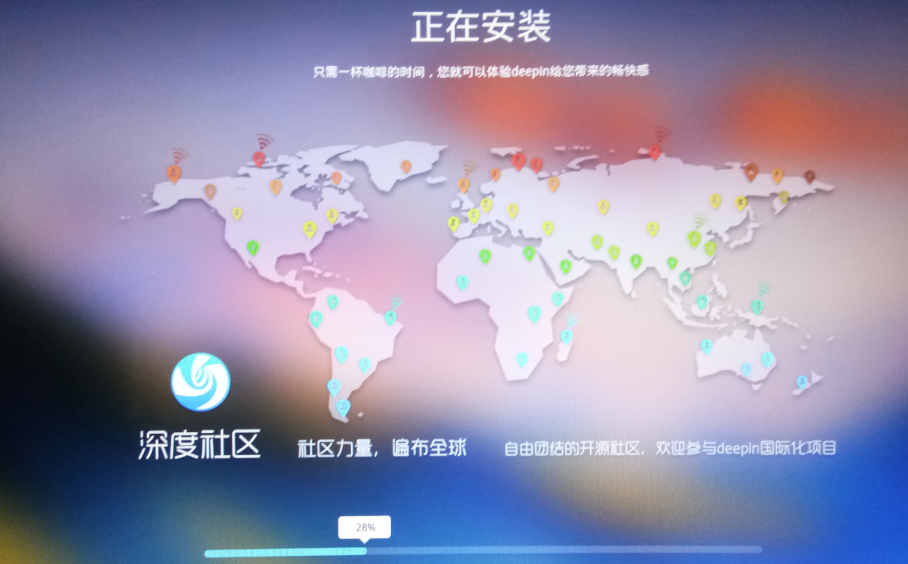 正在安装
只需一杯咖啡的时间，您就可以体验deepin给您带来的畅快感
深度社区
社区力量，遍布全球
自由团结的开源社区，欢迎参与deepin国际化项目
28%